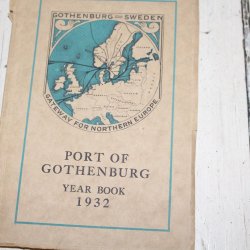 GOTHENBURG SWEDEN
GATEWAY FOR NORTHERN EUROPE
PORT OF
GOTHENBURG
YEAR BOOK
1932